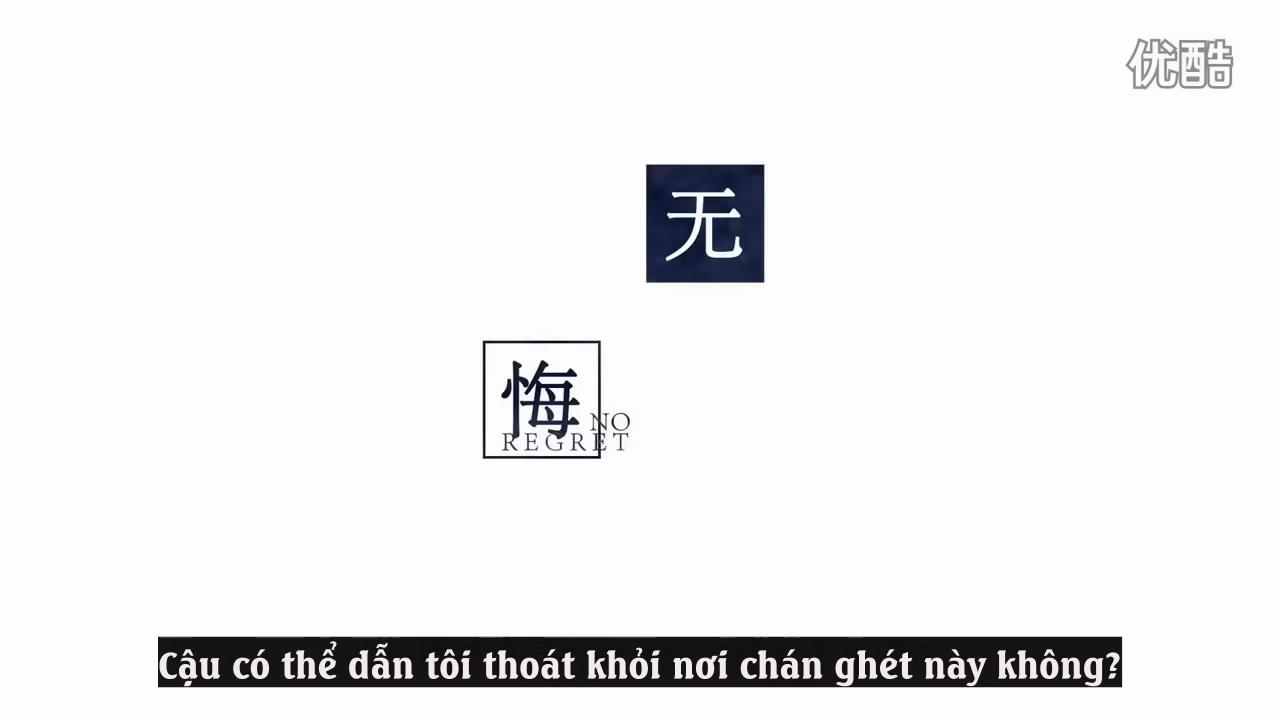 优酷
无
悔
NO
REGRET
Cậu có thể dẫn tôi thoát khỏi nơi chán ghét này không?